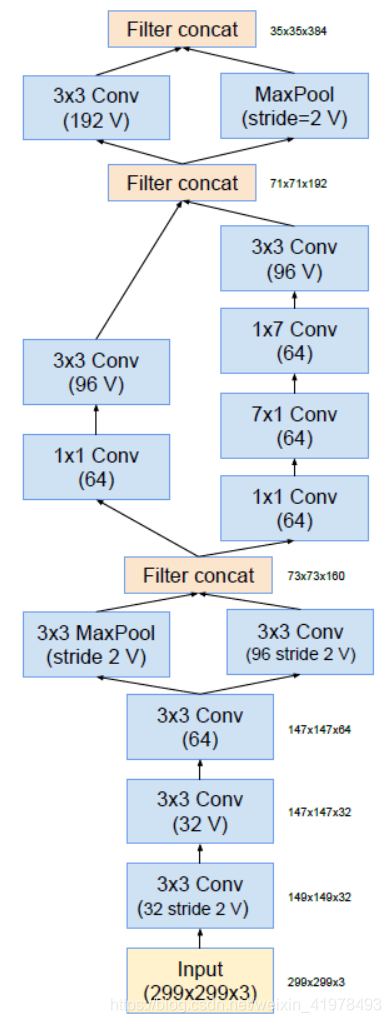 Filter concat
35x35x384
3x3 Conv
(192 V)
MaxPool
(stride=2 V)
Filter concat
71x71x192
3x3 Conv
(96 V)
1x7 Conv
(64)
3x3 Conv
(96 V)
7x1 Conv
(64)
1x1 Conv
(64)
1x1 Conv
(64)
Filter concat
73x73x160
3x3 MaxPool
(stride 2 V)
3x3 Conv
(96 stride 2 V)
3x3 Conv
(64)
147x147x64
3x3 Conv
(32 V)
147x147x32
3x3 Conv
(32 stride 2 V)
149x149x32
Input
(299x299x3)
299x299x3
https://blog.csdn.net/weixin_41978493